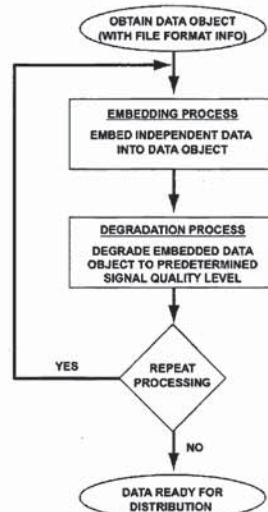 OBTAIN DATA OBJECT
(WITH FILE FORMAT INFO)
EMBEDDING PROCESS
EMBED INDEPENDENT DATA
INTO DATA OBJECT
DEGRADATION PROCESS
DEGRADE EMBEDDED DATA
OBJECT TO PREDETERMINED
SIGNAL QUALITY LEVEL
YES
REPEAT
PROCESSING
NO
DATA READY FOR
DISTRIBUTION